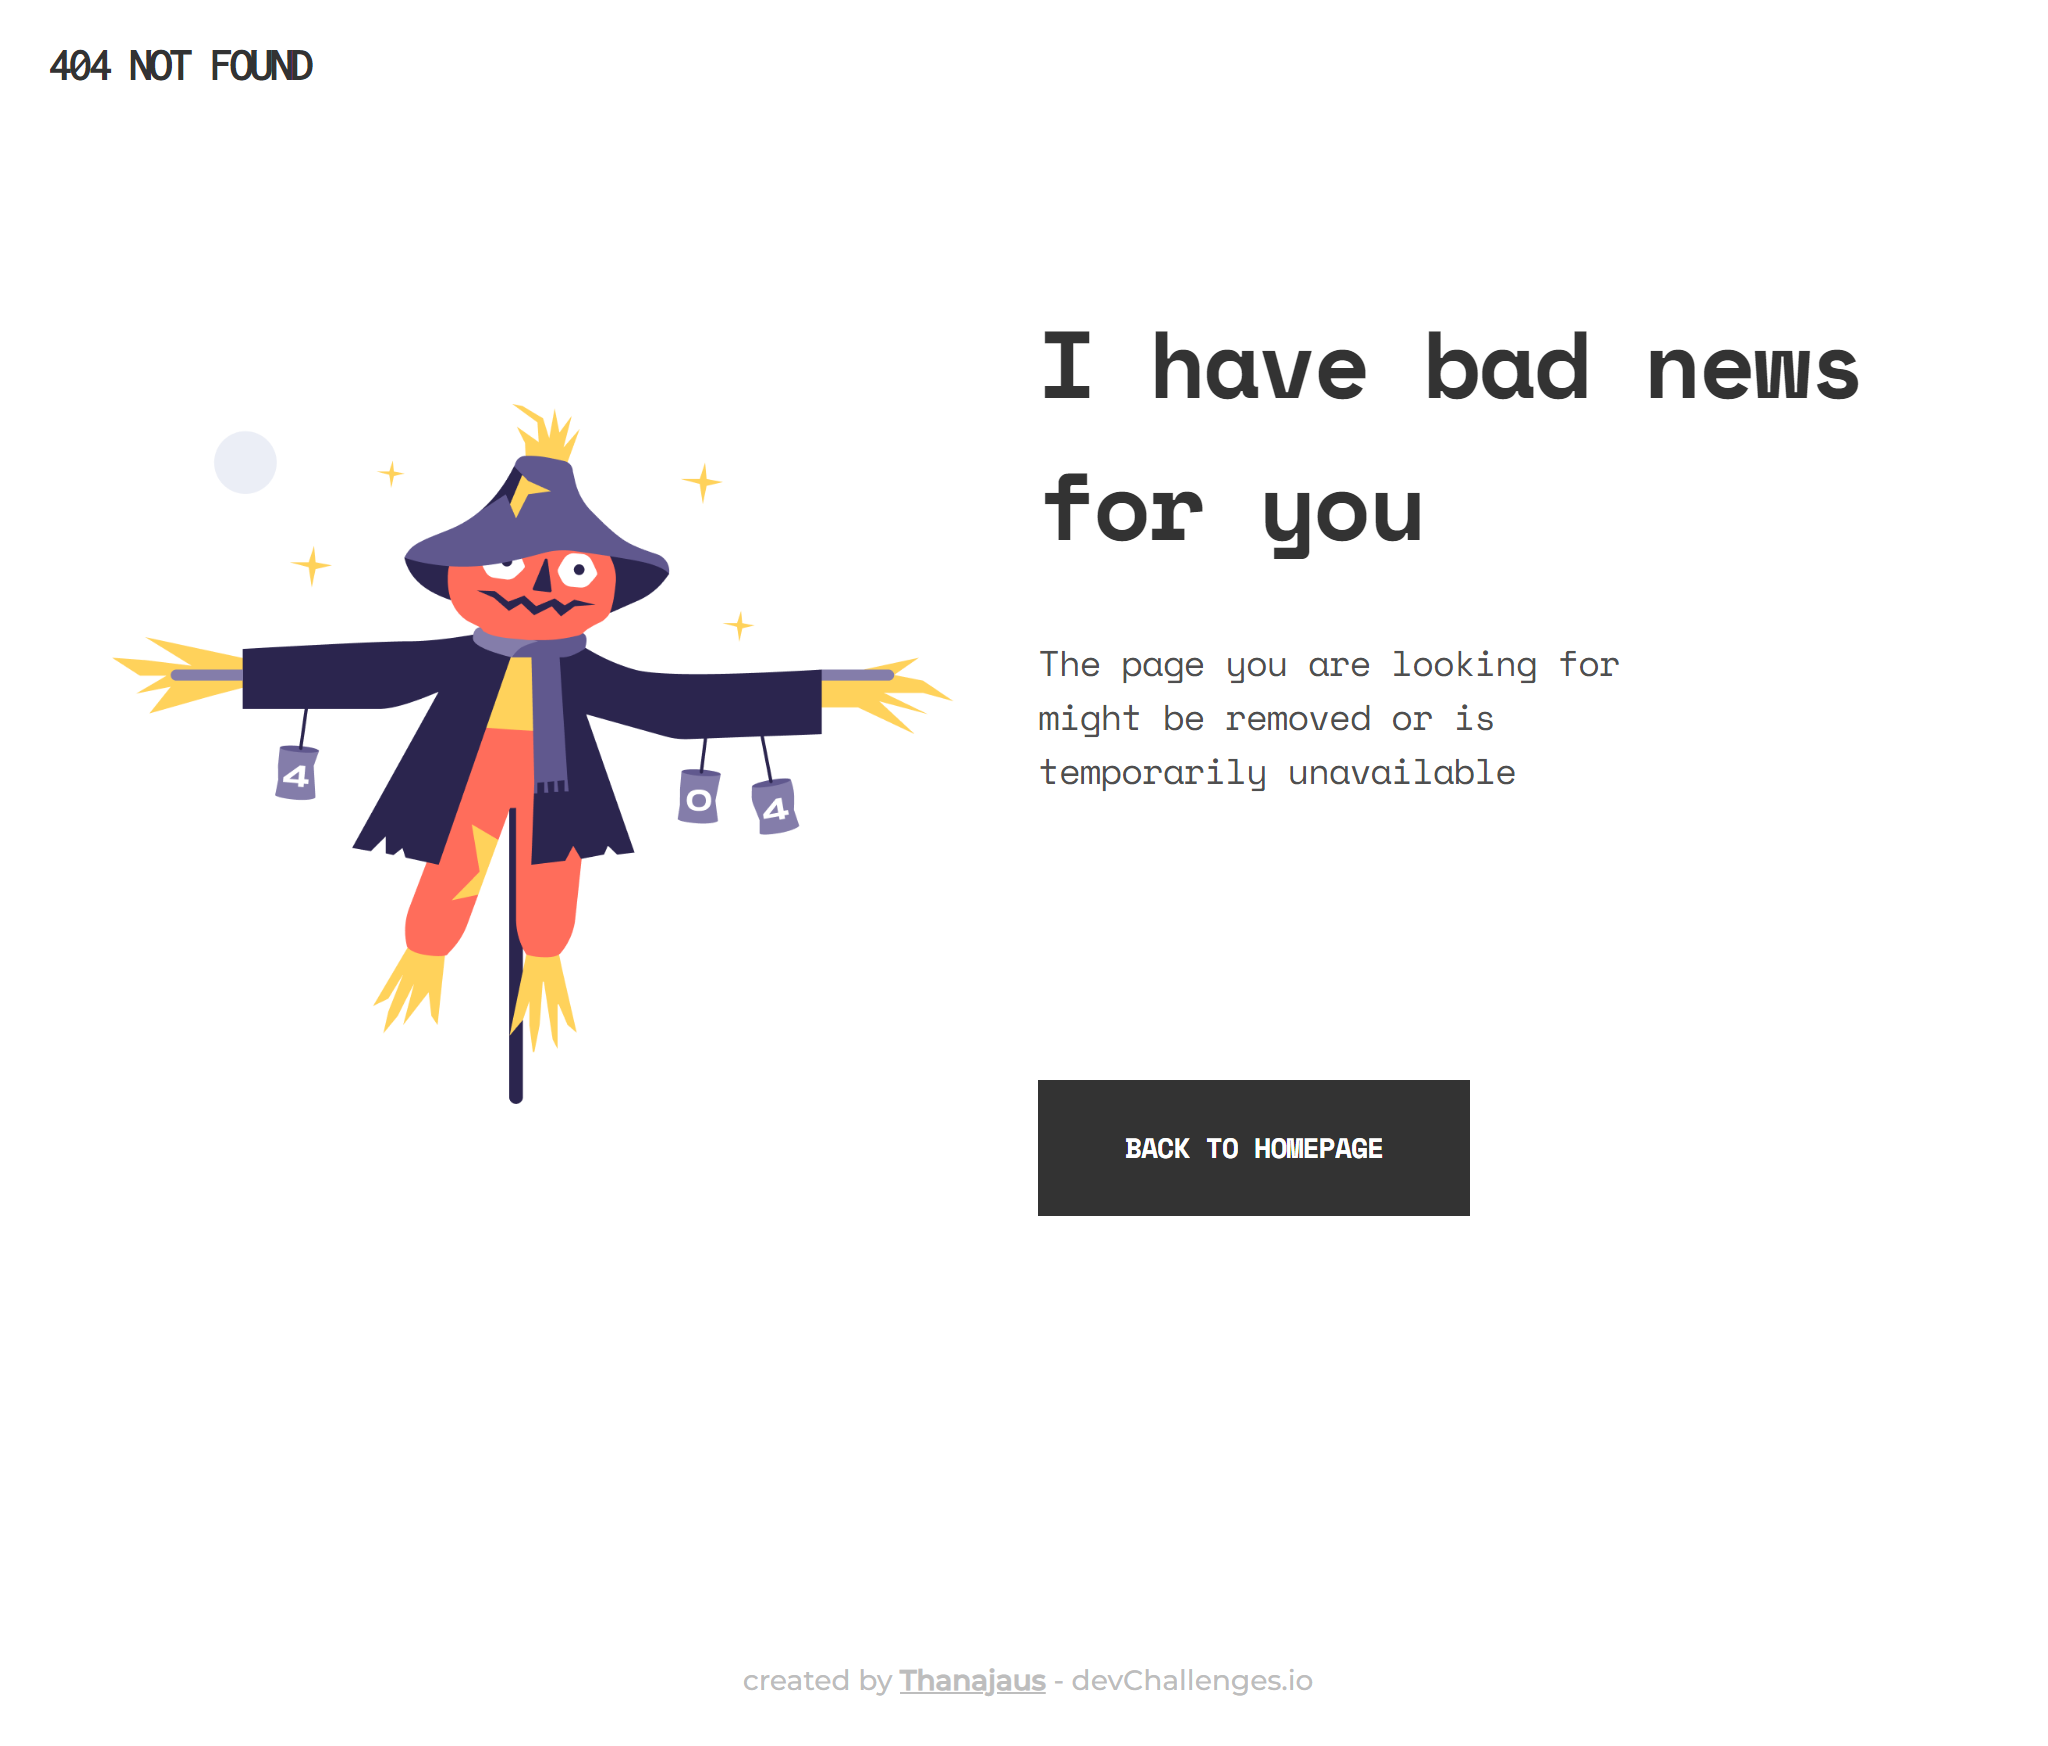 404 NOT FOUND
I have bad news
for you
The page you are looking for
might be removed or is
temporarily unavailable
4
0
4
BACK TO HOMEPAGE
created by Thanajaus - devChallenges.io